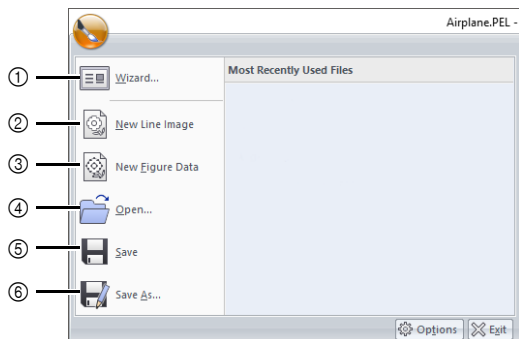 Airplane.PEL -
① Wizard... Most Recently Used Files
② New Line Image
③ New Figure Data
④ Open...
⑤ Save
⑥ Save As...
Options Exit